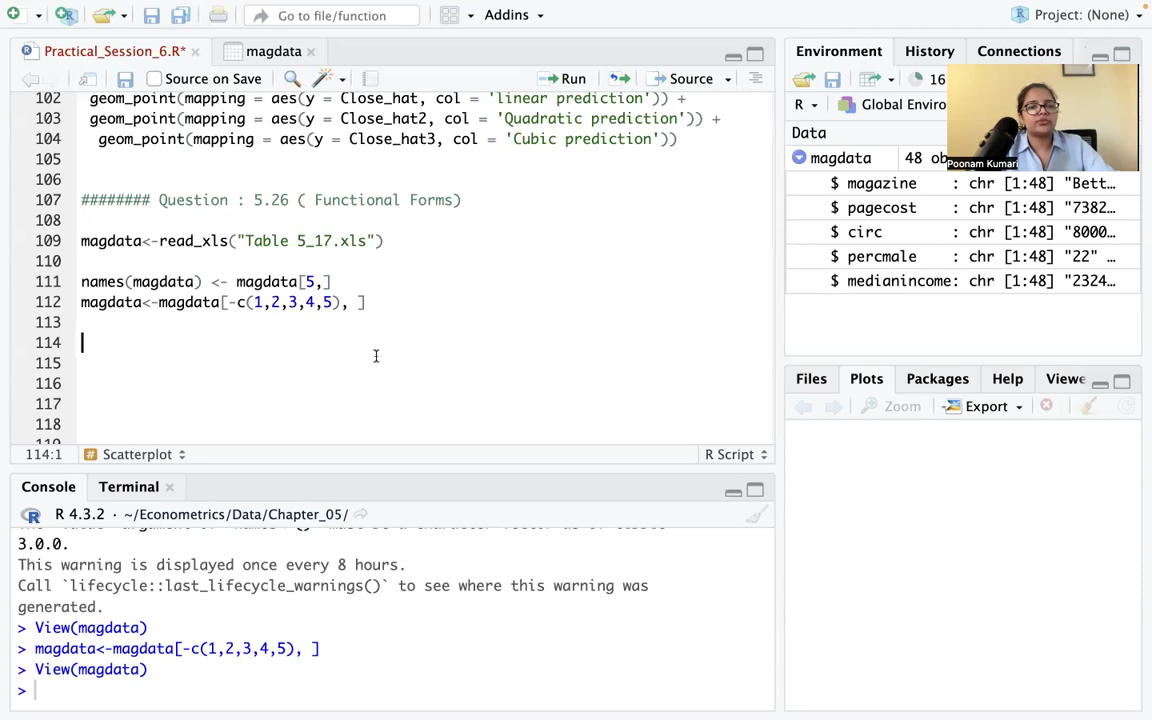 Go to file/function
Addins
Project: (None)
Practical_Session_6.R*
magdata
Source on Save
Run
Source
102 geom_point(mapping = aes(y = Close_hat, col = 'linear prediction')) +
103 geom_point(mapping = aes(y = Close_hat2, col = 'Quadratic prediction')) +
104 geom_point(mapping = aes(y = Close_hat3, col = 'Cubic prediction'))
105
106
107 ######## Question : 5.26 ( Functional Forms)
108
109 magdata<-read_xls("Table 5_17.xls")
110
111 names(magdata) <- magdata[5,]
112 magdata<-magdata[-c(1,2,3,4,5), ]
113
114
115
116
117
118
119
114:1
# Scatterplot
R Script
Console
Terminal
R 4.3.2 · ~/Econometrics/Data/Chapter_05/
3.0.0.
This warning is displayed once every 8 hours.
Call `lifecycle::last_lifecycle_warnings()` to see where this warning was
generated.
> View(magdata)
> magdata<-magdata[-c(1,2,3,4,5), ]
> View(magdata)
>
Environment
History
Connections
16
R
Global Enviro
Data
magdata 48 ob
$ magazine : chr [1:48] "Bett…
$ pagecost : chr [1:48] "7382…
$ circ : chr [1:48] "8000…
$ percmale : chr [1:48] "22" …
$ medianincome: chr [1:48] "2324…
Poonam Kumari
Files
Plots
Packages
Help
Viewe
Zoom
Export